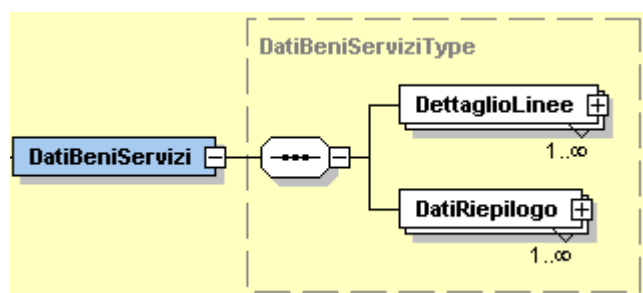 DatiBeniServiziType
DettaglioLinee
1..∞
DatiBeniServizi
DatiRiepilogo
1..∞